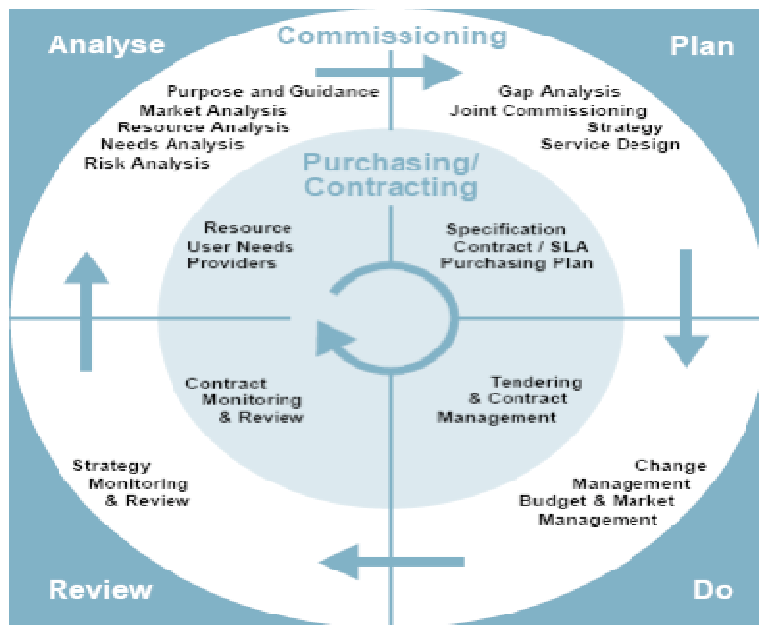 Analyse
Commissioning
Plan
Purpose and Guidance
Market Analysis
Resource Analysis
Needs Analysis
Risk Analysis
Gap Analysis
Joint Commissioning
Strategy
Service Design
Purchasing/
Contracting
Resource
User Needs
Providers
Specification
Contract / SLA
Purchasing Plan
Contract
Monitoring
& Review
Tendering
& Contract
Management
Strategy
Monitoring
& Review
Change
Management
Budget & Market
Management
Review
Do